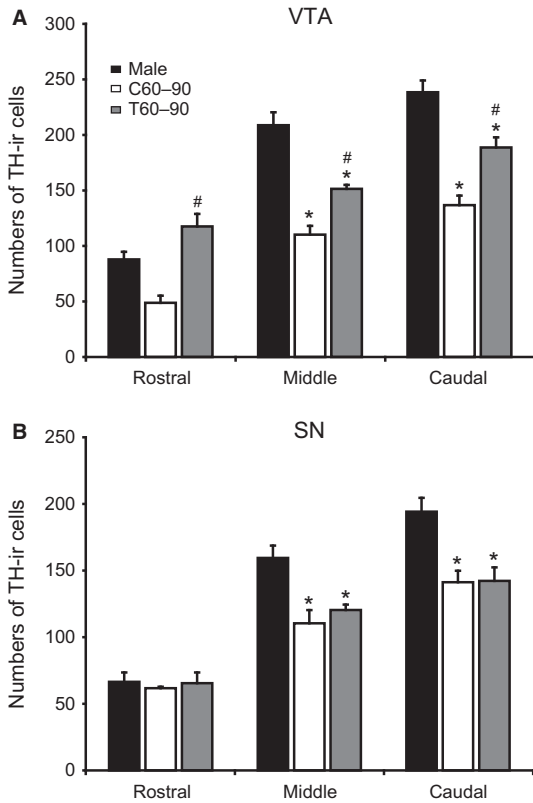 A
VTA
300
250
200
150
100
50
0
Numbers of TH-ir cells
Male
C60–90
T60–90
#
#
*
*
#
*
*
Rostral Middle Caudal
B
SN
250
200
150
100
50
0
Numbers of TH-ir cells
* *
* *
Rostral Middle Caudal